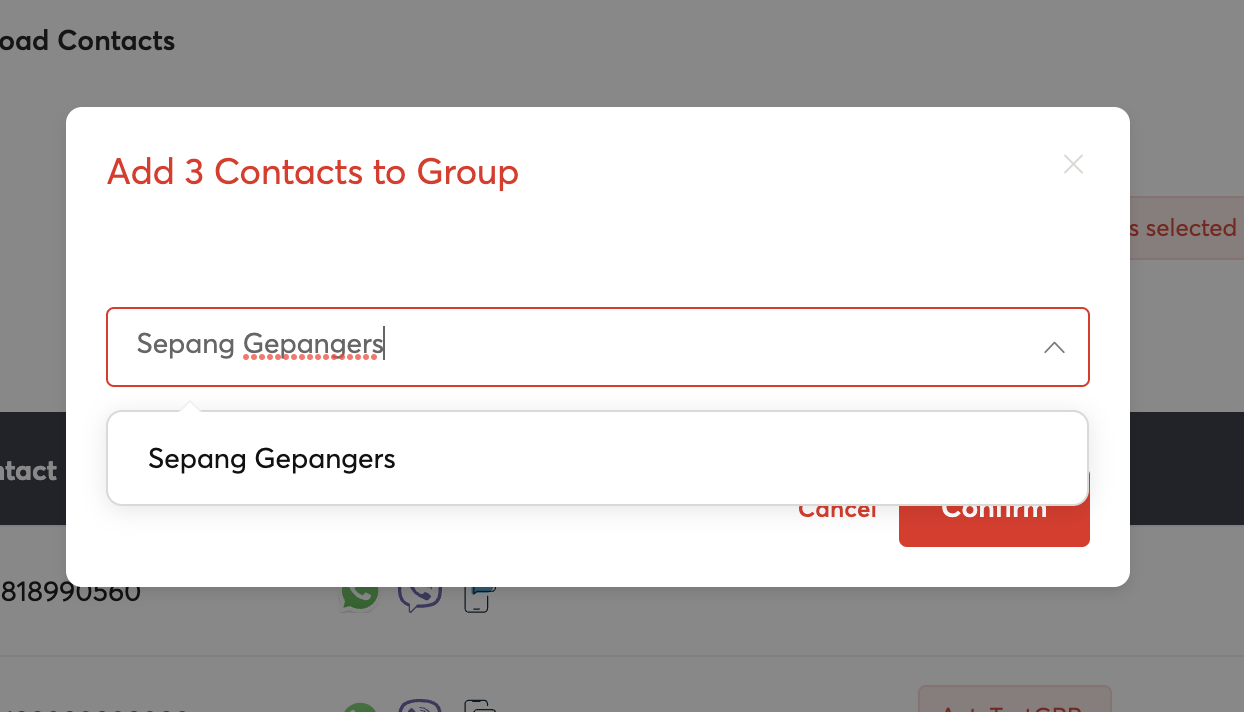 oad Contacts
Add 3 Contacts to Group
s selected
Sepang Gepangers
Sepang Gepangers
ntact
Cancel
Confirm
818990560